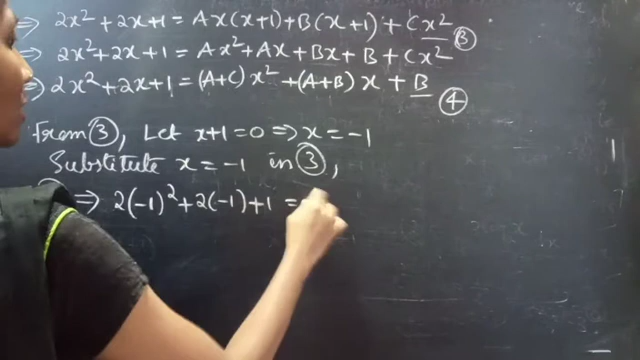 ⇒ 2x² + 2x + 1 = Ax(x+1) + B(x+1) + Cx² ③
⇒ 2x² + 2x + 1 = Ax² + Ax + Bx + B + Cx²
⇒ 2x² + 2x + 1 = (A+C)x² + (A+B)x + B ④
From ③, Let x+1 = 0 ⇒ x = -1
Substitute x = -1 in ③,
⇒ 2(-1)² + 2(-1) + 1 =